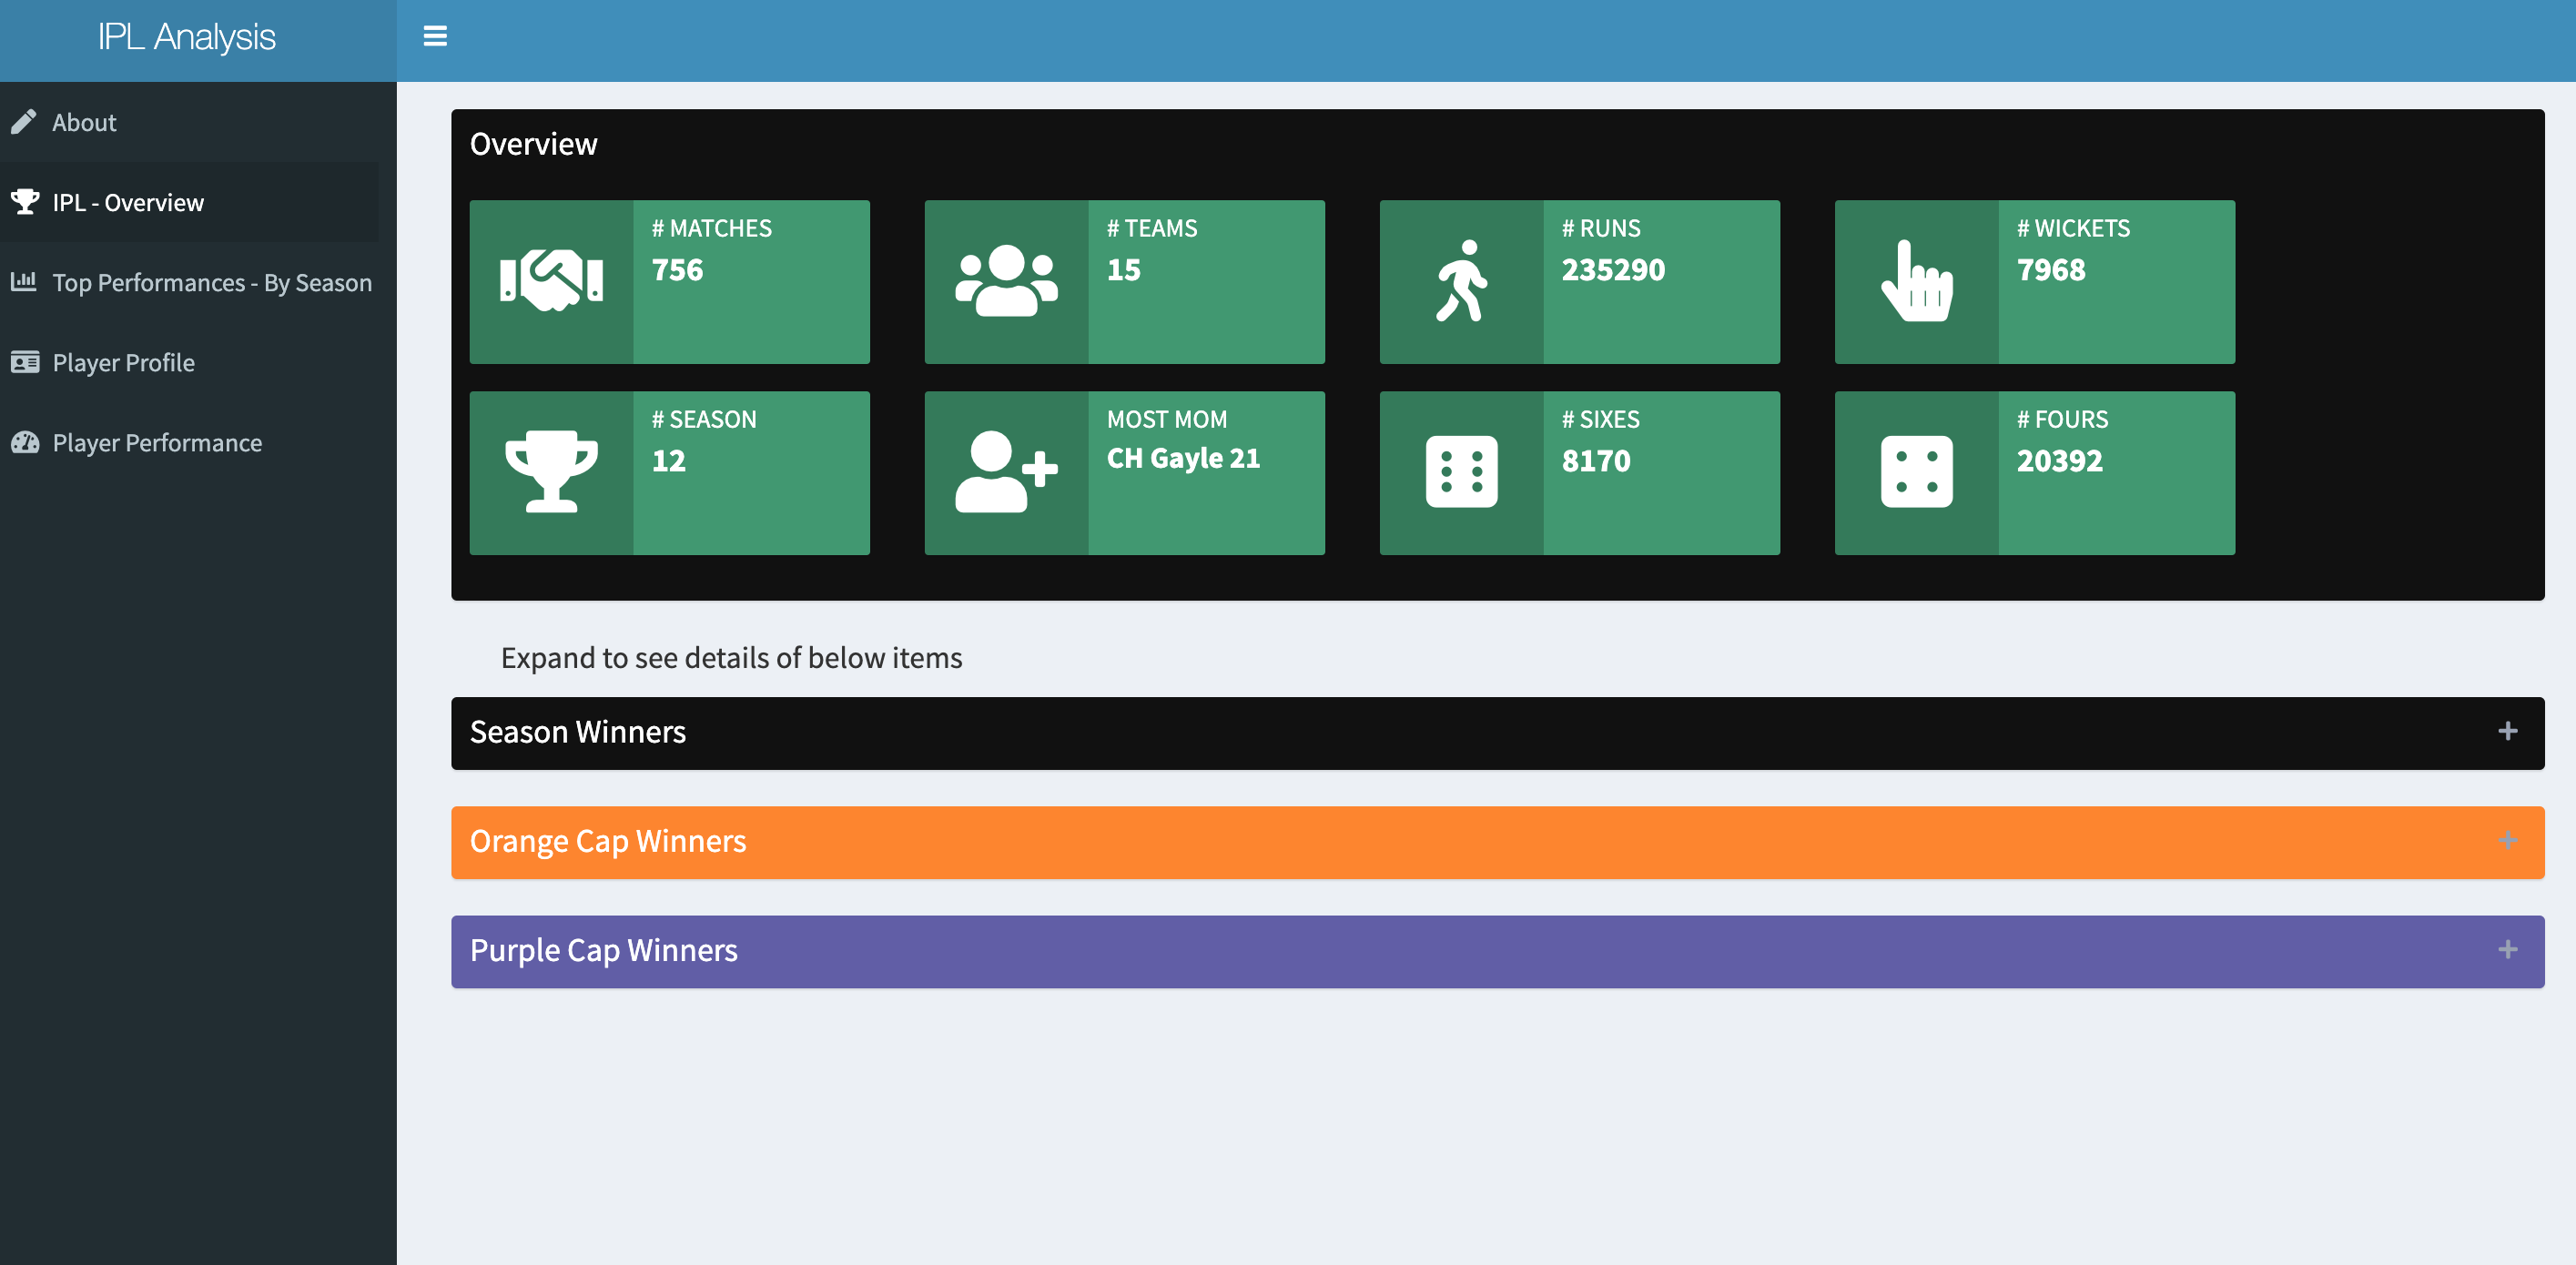 IPL Analysis
About
IPL - Overview
Top Performances - By Season
Player Profile
Player Performance
Overview
# MATCHES
756
# TEAMS
15
# RUNS
235290
# WICKETS
7968
# SEASON
12
MOST MOM
CH Gayle 21
# SIXES
8170
# FOURS
20392
Expand to see details of below items
Season Winners
Orange Cap Winners
Purple Cap Winners